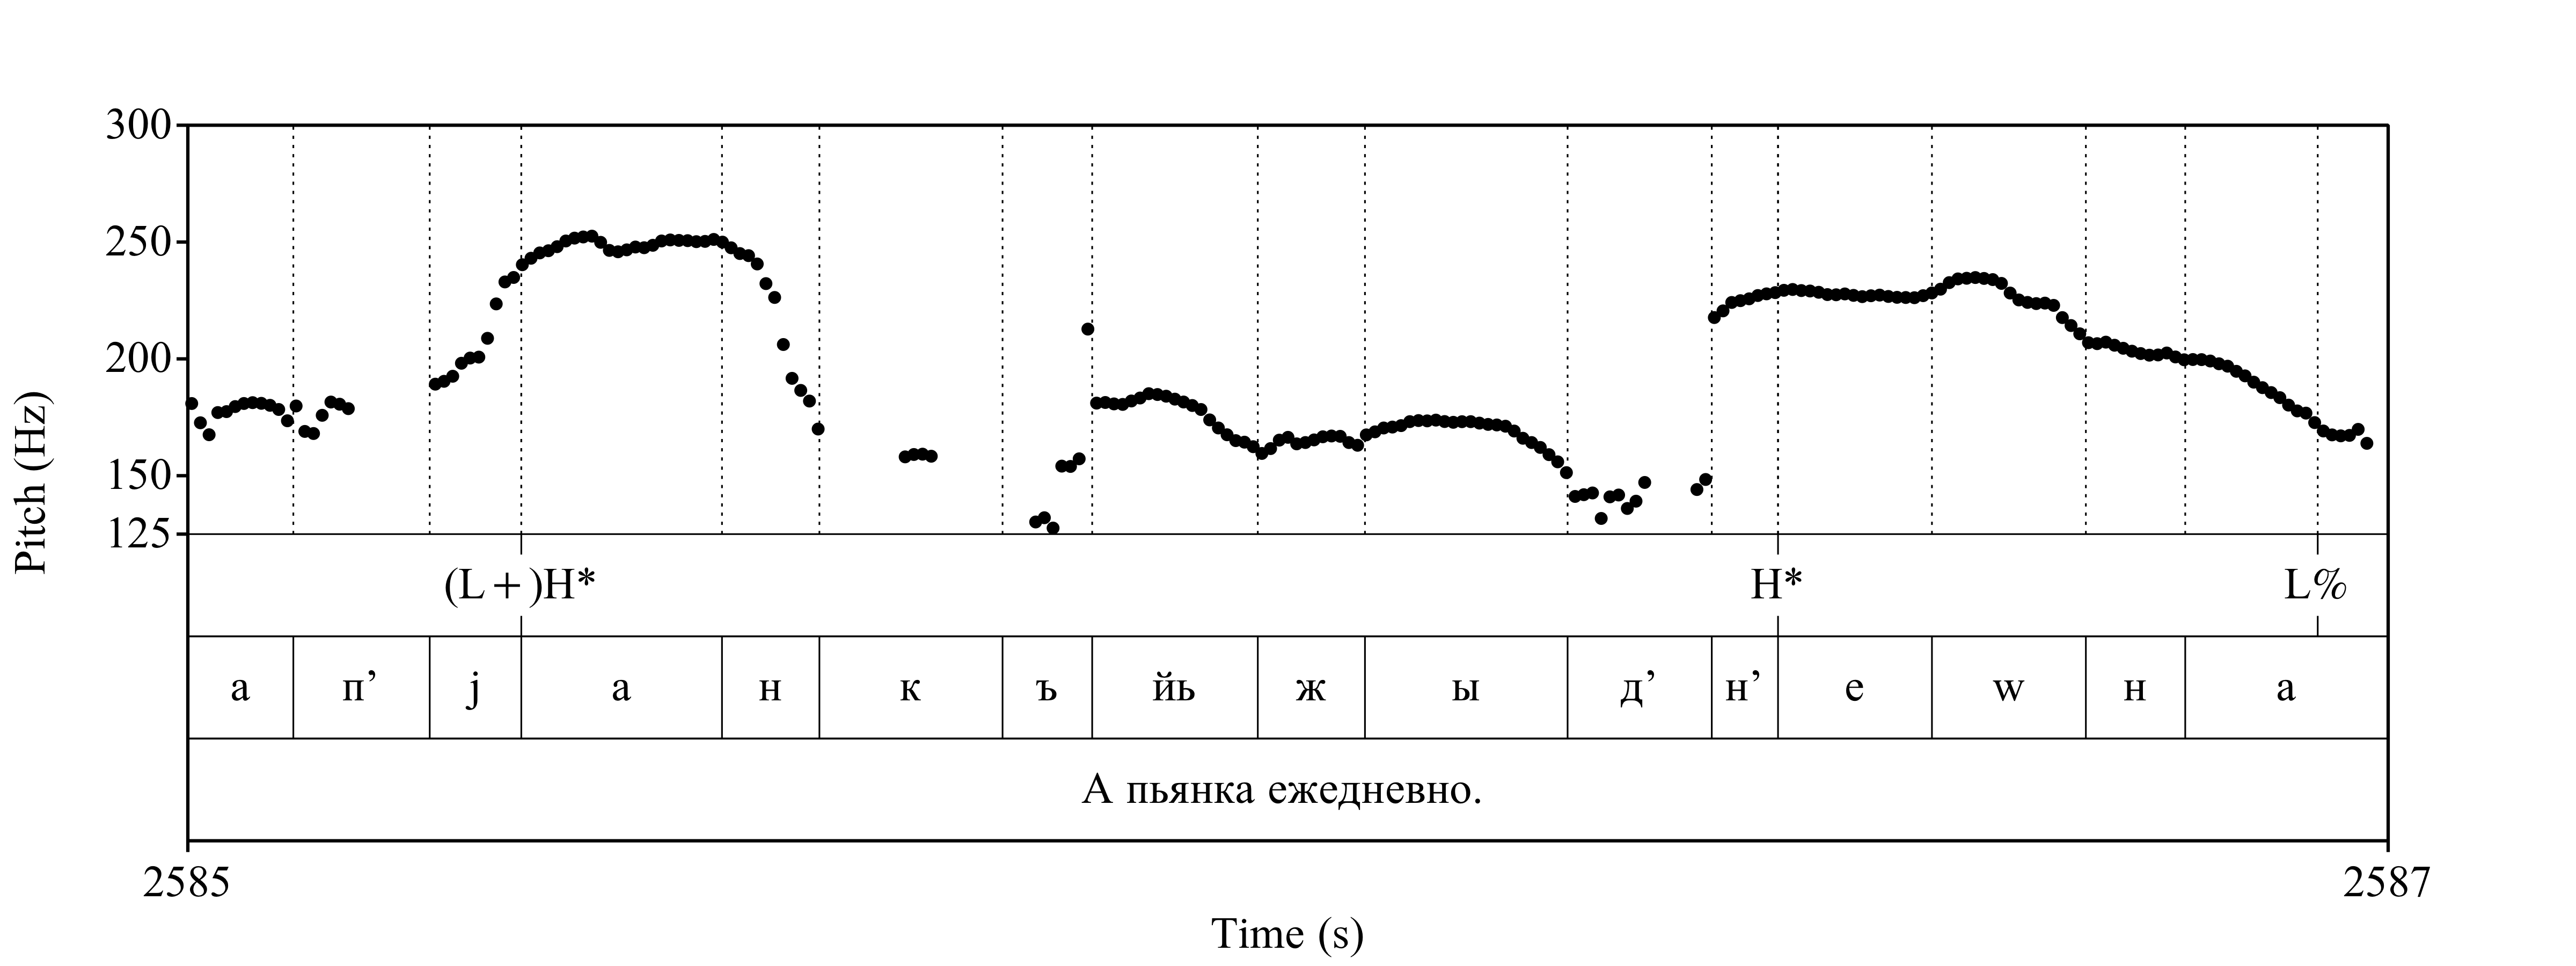 300
250
200
150
125
Pitch (Hz)
(L+)H* H* L%
а п’ j а н к ъ йь ж ы д’ н’ е w н а
А пьянка ежедневно.
2585 2587
Time (s)